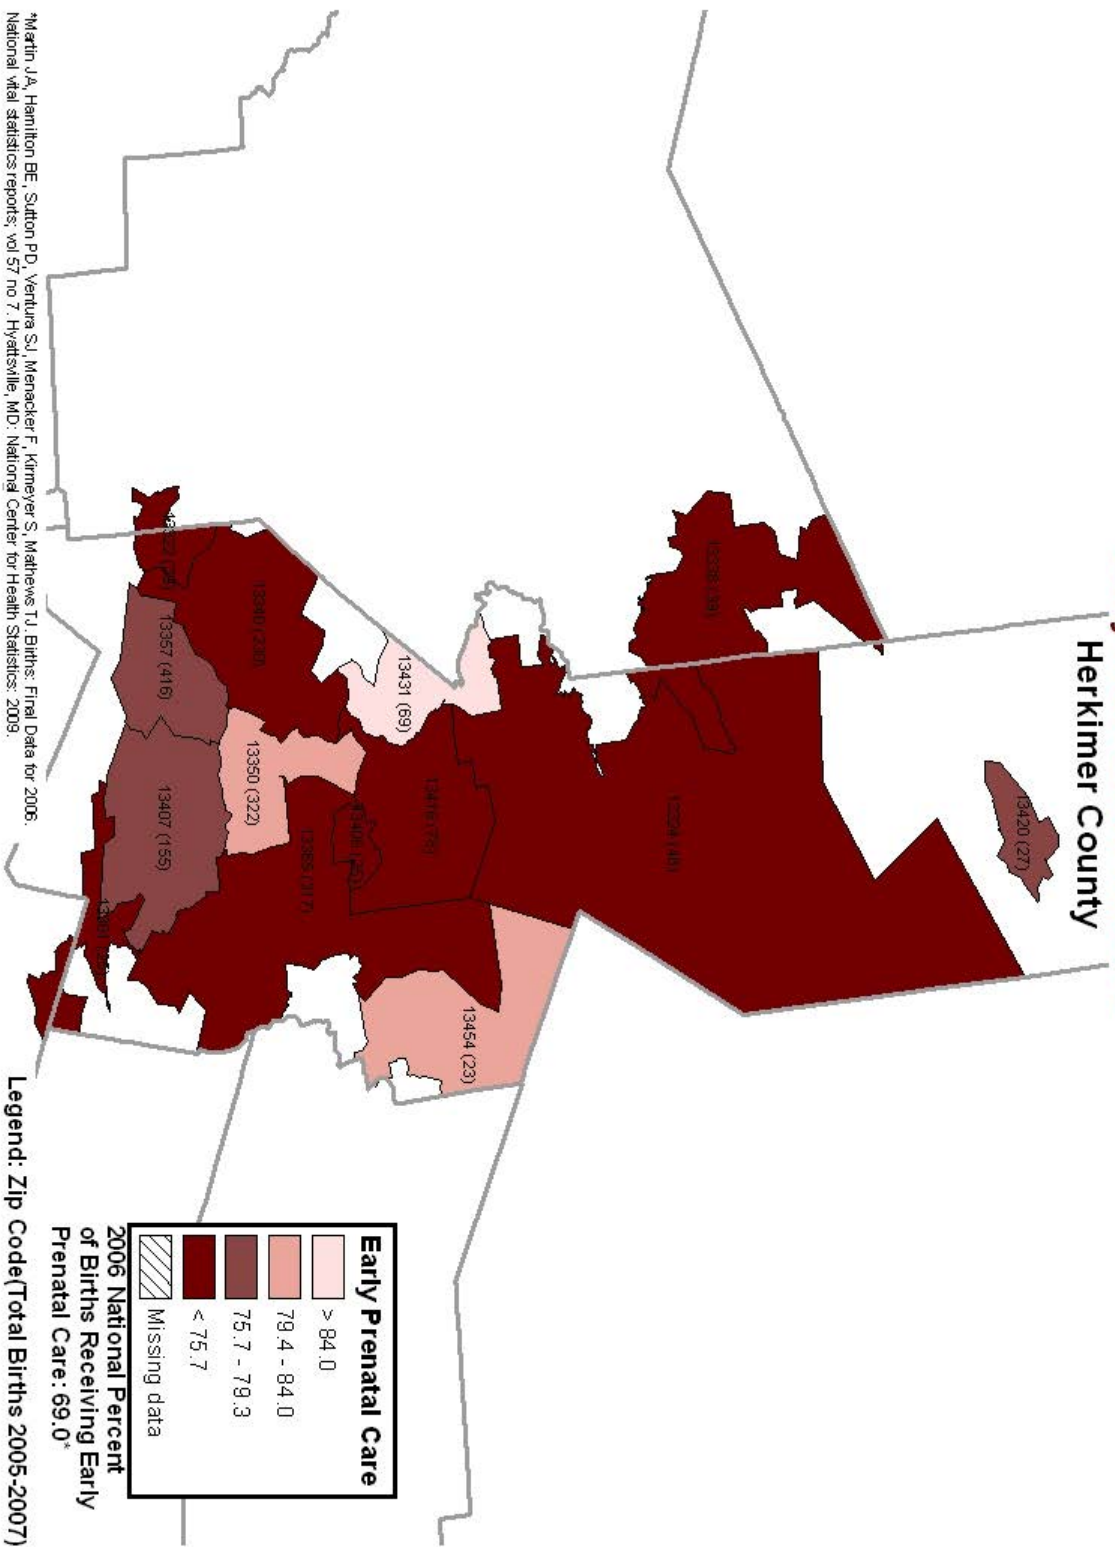 Herkimer County
13420 (27)
13338 (39)
13431 (69)
13454 (23)
13350 (322)
13357 (416)
13407 (155)
Early Prenatal Care
> 84.0
79.4 - 84.0
75.7 - 79.3
< 75.7
Missing data
2006 National Percent
of Births Receiving Early
Prenatal Care: 69.0*
Legend: Zip Code(Total Births 2005-2007)
*Martin JA, Hamilton BE, Sutton PD, Ventura SJ, Menacker F, Kirmeyer S, Mathews TJ. Births: Final Data for 2006.
National vital statistics reports; vol 57 no 7. Hyattsville, MD: National Center for Health Statistics: 2009.